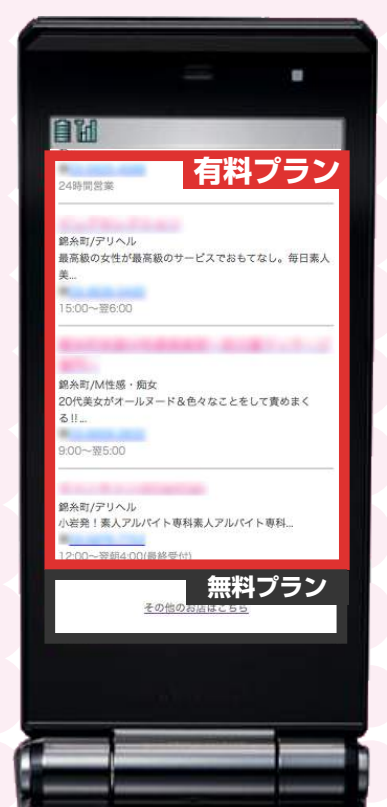 有料プラン
24時間営業
錦糸町/デリヘル
最高級の女性が最高級のサービスでおもてなし。毎日素人
美...
15:00〜翌6:00
錦糸町/M性感・痴女
20代美女がオールヌード＆色々なことをして責めまく
る!!...
9:00〜翌5:00
錦糸町/デリヘル
小岩発！素人アルバイト専科素人アルバイト専科...
12:00〜翌朝4:00(最終受付)
無料プラン
その他のお店はこちら